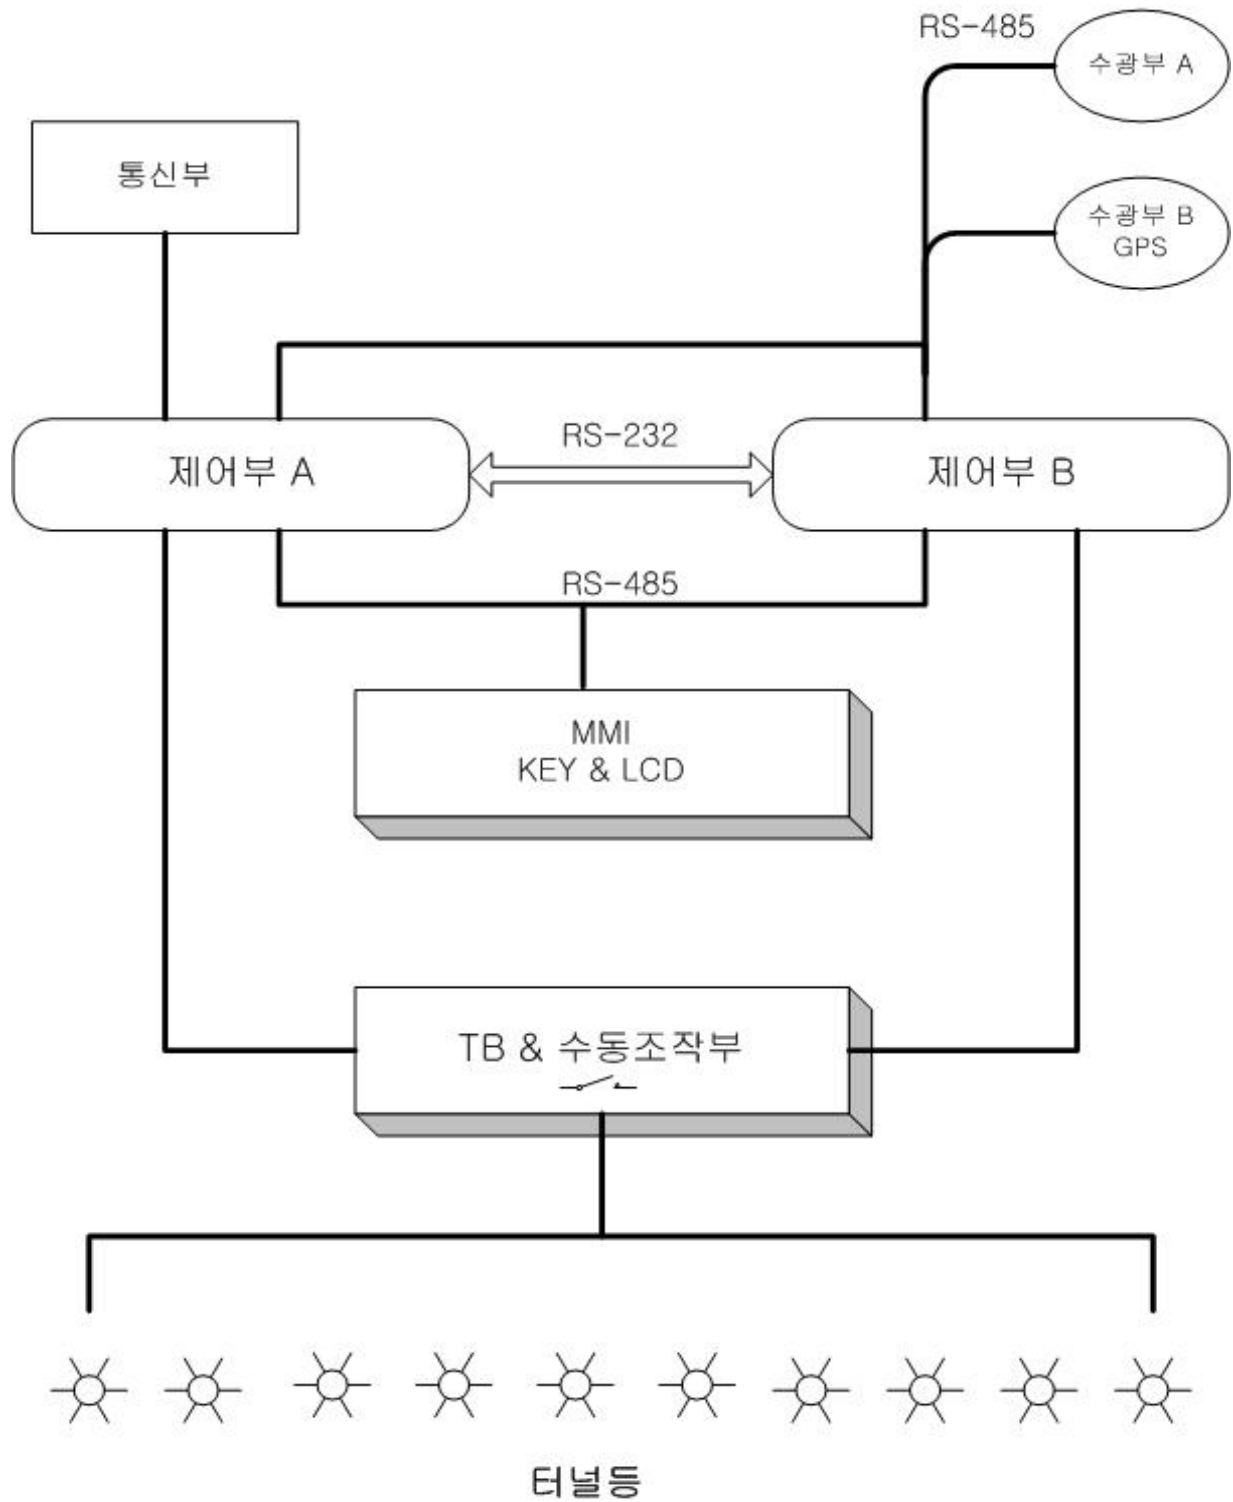 RS-485
수광부 A
통신부
수광부 B
GPS
RS-232
제어부 A
제어부 B
RS-485
MMI
KEY & LCD
TB & 수동조작부
터널등